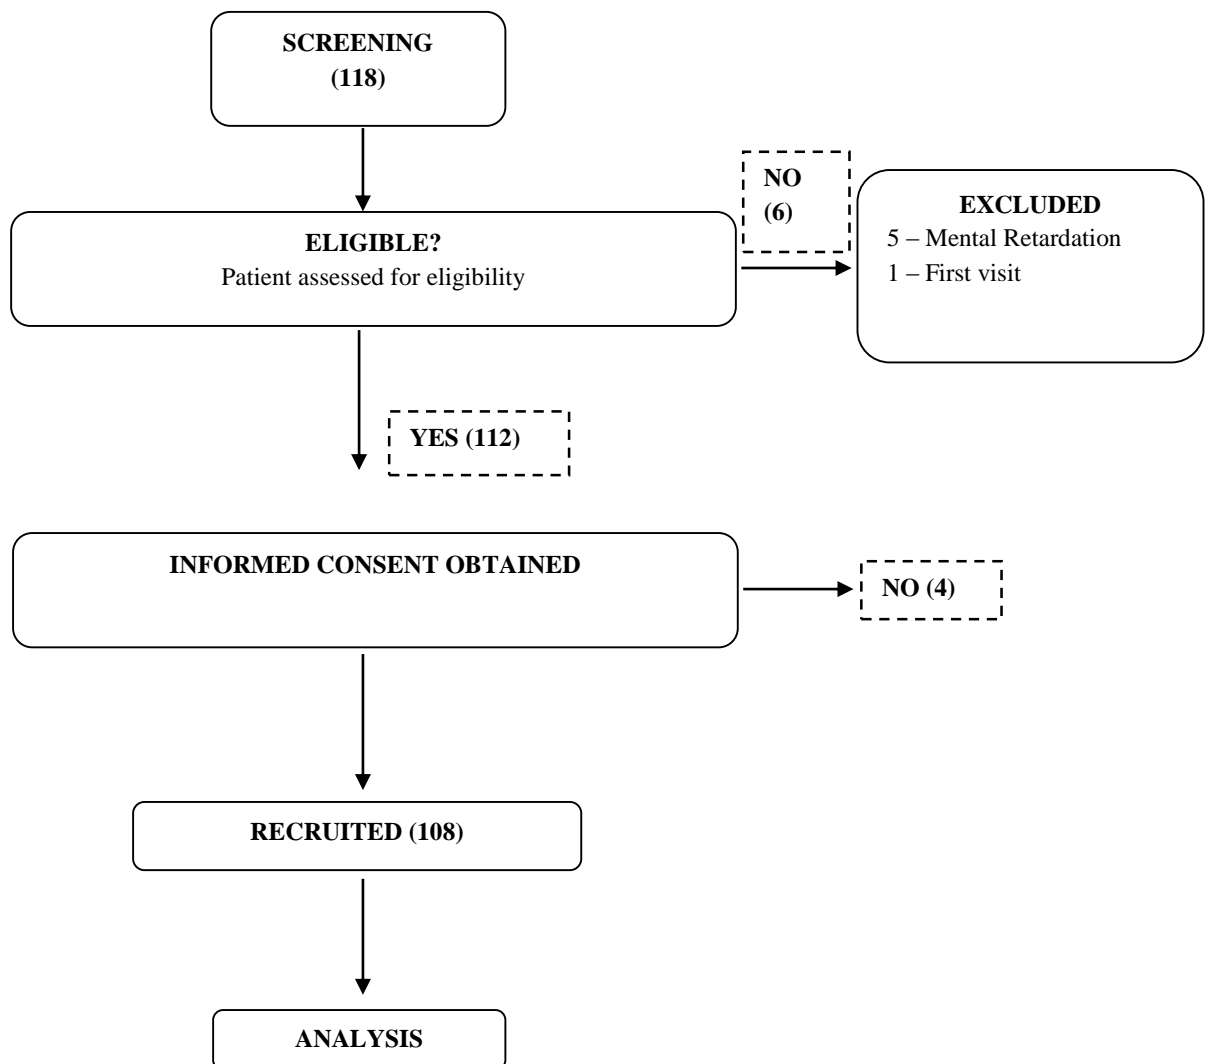 SCREENING
(118)
NO
(6)
EXCLUDED
5 – Mental Retardation
1 – First visit
ELIGIBLE?
Patient assessed for eligibility
YES (112)
INFORMED CONSENT OBTAINED
NO (4)
RECRUITED (108)
ANALYSIS